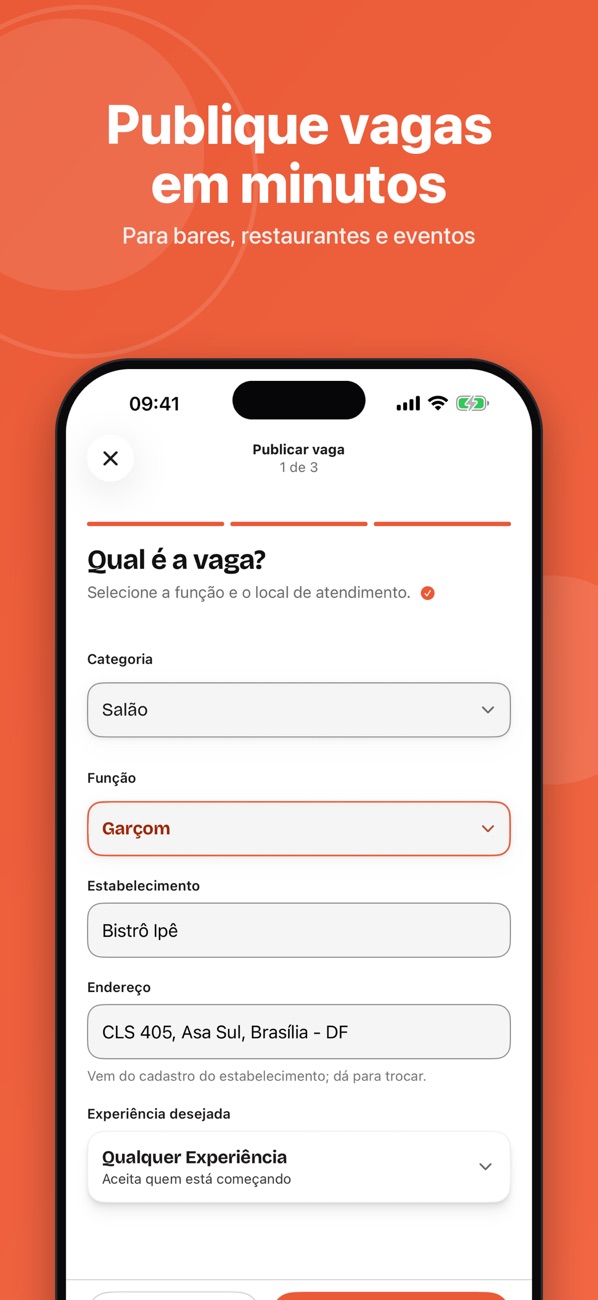 Publique vagas
em minutos
Para bares, restaurantes e eventos
09:41
Publicar vaga
1 de 3
Qual é a vaga?
Selecione a função e o local de atendimento.
Categoria
Salão
Função
Garçom
Estabelecimento
Bistrô Ipê
Endereço
CLS 405, Asa Sul, Brasília - DF
Vem do cadastro do estabelecimento; dá para trocar.
Experiência desejada
Qualquer Experiência
Aceita quem está começando